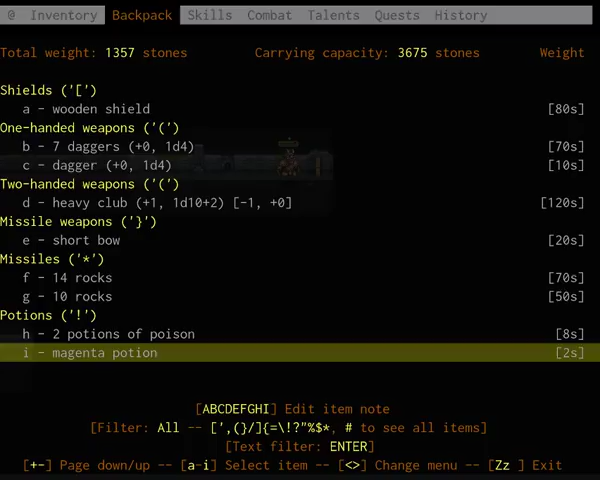 @ Inventory Backpack Skills Combat Talents Quests History
Total weight: 1357 stones Carrying capacity: 3675 stones Weight
Shields ('[')
a - wooden shield [80s]
One-handed weapons ('(')
b - 7 daggers (+0, 1d4) [70s]
c - dagger (+0, 1d4) [10s]
Two-handed weapons ('(')
d - heavy club (+1, 1d10+2) [-1, +0] [120s]
Missile weapons ('}')
e - short bow [20s]
Missiles ('*')
f - 14 rocks [70s]
g - 10 rocks [50s]
Potions ('!')
h - 2 potions of poison [8s]
i - magenta potion [2s]
[ABCDEFGHI] Edit item note
[Filter: All -- [',(}/]{=\!?"%$*, # to see all items]
[Text filter: ENTER]
[+-] Page down/up -- [a-i] Select item -- [<>] Change menu -- [Zz ] Exit